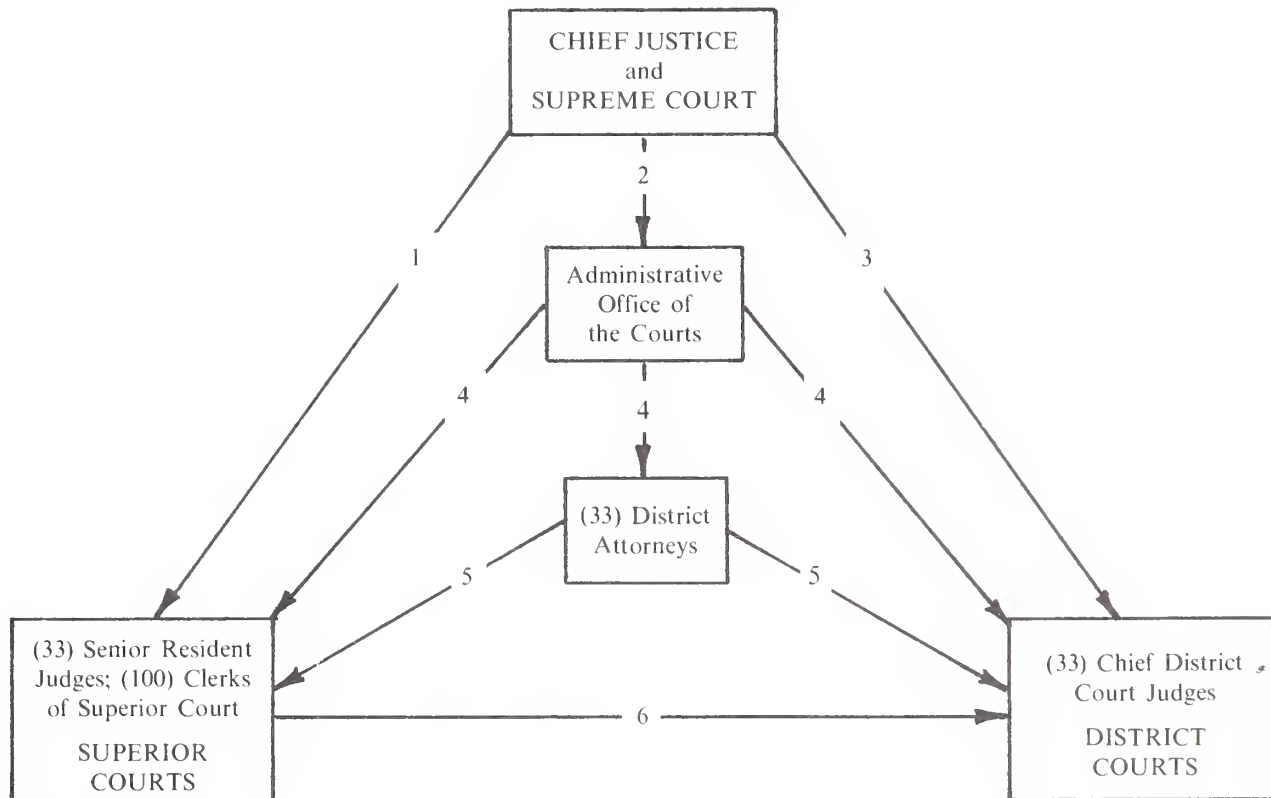 CHIEF JUSTICE
and
SUPREME COURT
2
1
3
Administrative
Office of
the Courts
4
4
4
(33) District
Attorneys
5
5
(33) Senior Resident
Judges; (100) Clerks
of Superior Court
SUPERIOR
COURTS
6
(33) Chief District
Court Judges
DISTRICT
COURTS